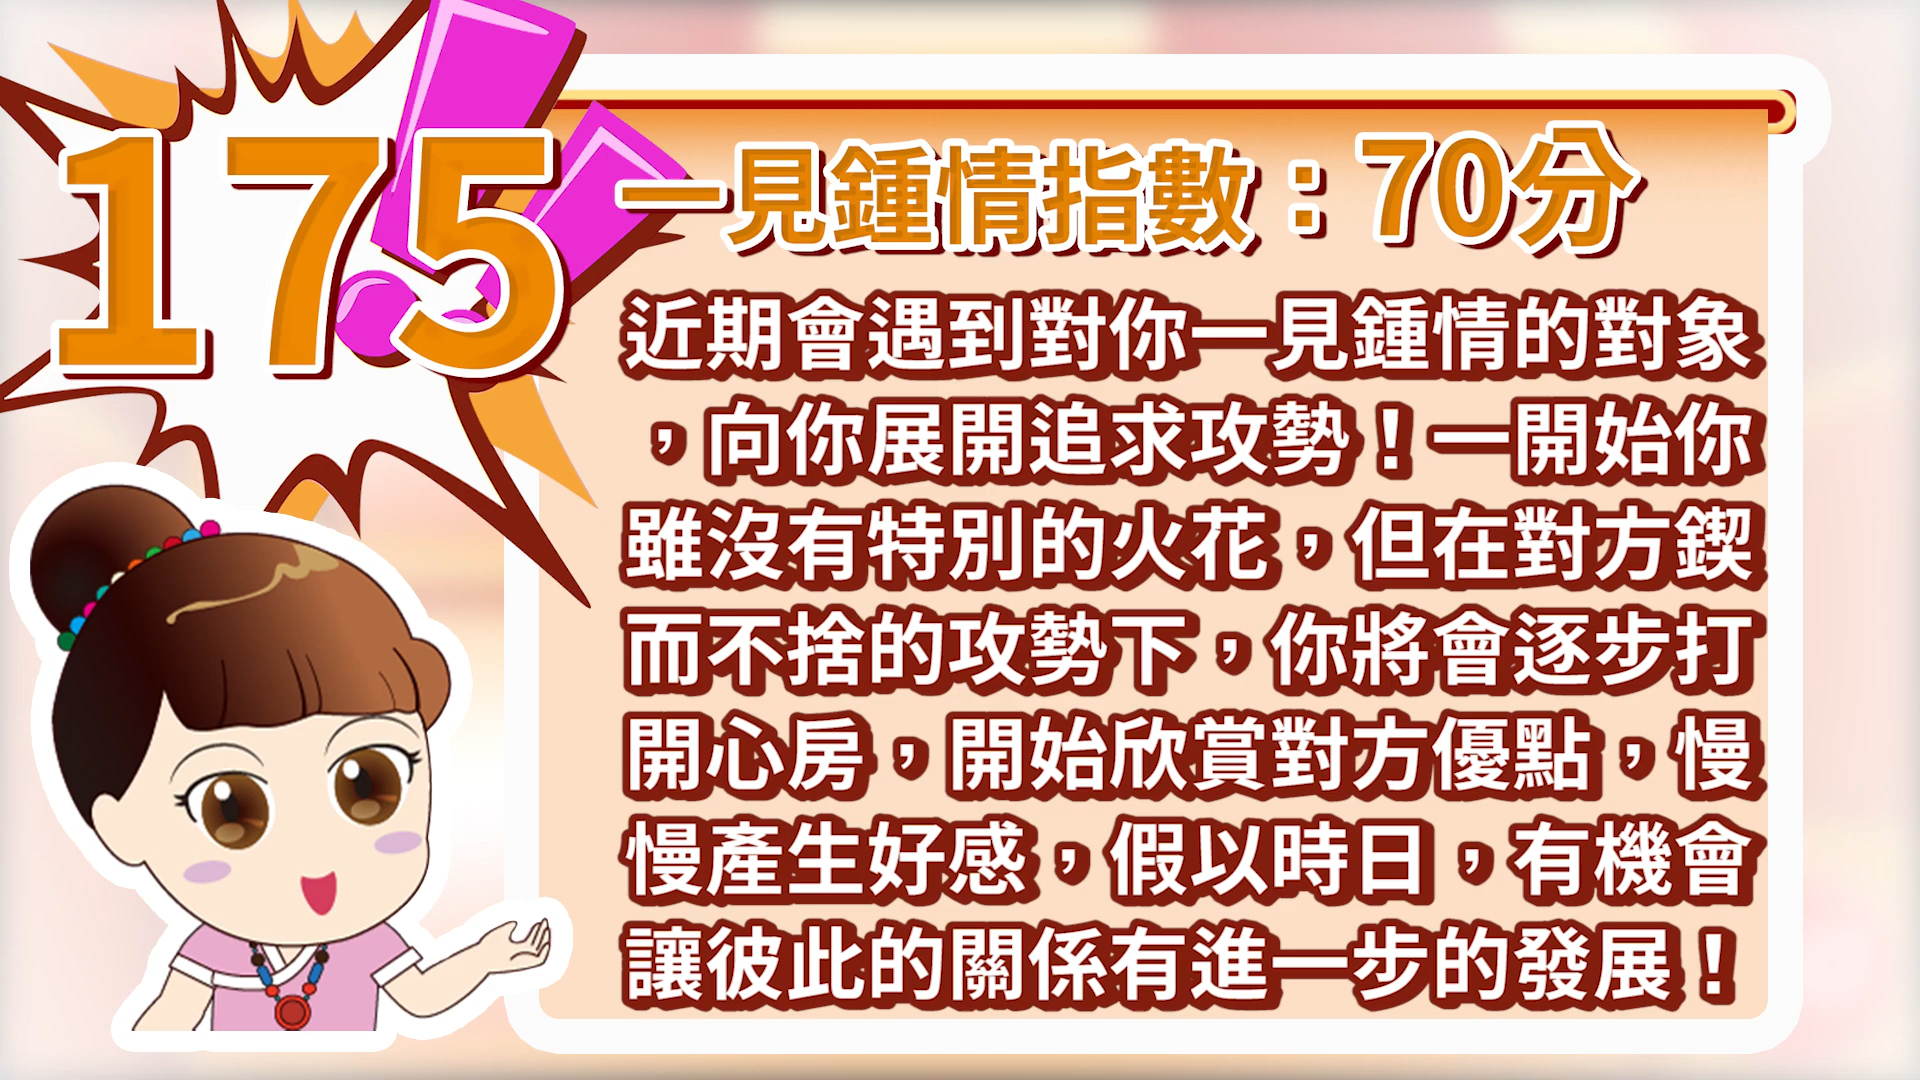 175
一見鍾情指數：70分
近期會遇到對你一見鍾情的對象
，向你展開追求攻勢！一開始你
雖沒有特別的火花，但在對方鍥
而不捨的攻勢下，你將會逐步打
開心房，開始欣賞對方優點，慢
慢產生好感，假以時日，有機會
讓彼此的關係有進一步的發展！